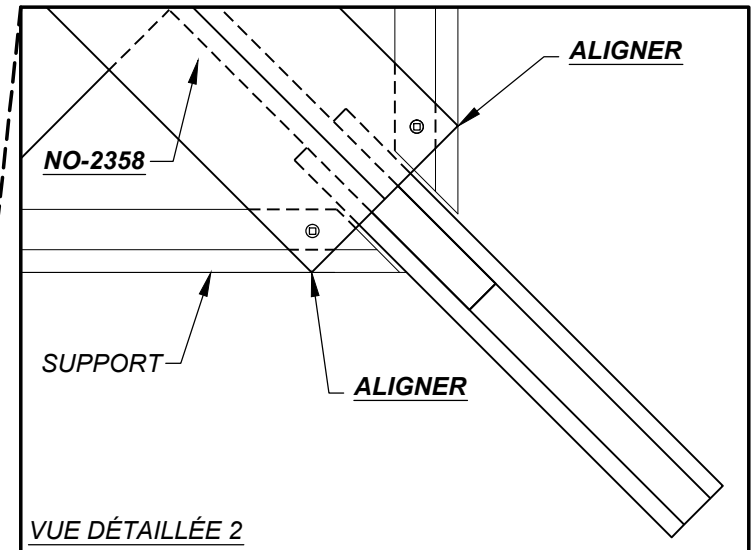 ALIGNER
NO-2358
SUPPORT
ALIGNER
VUE DÉTAILLÉE 2